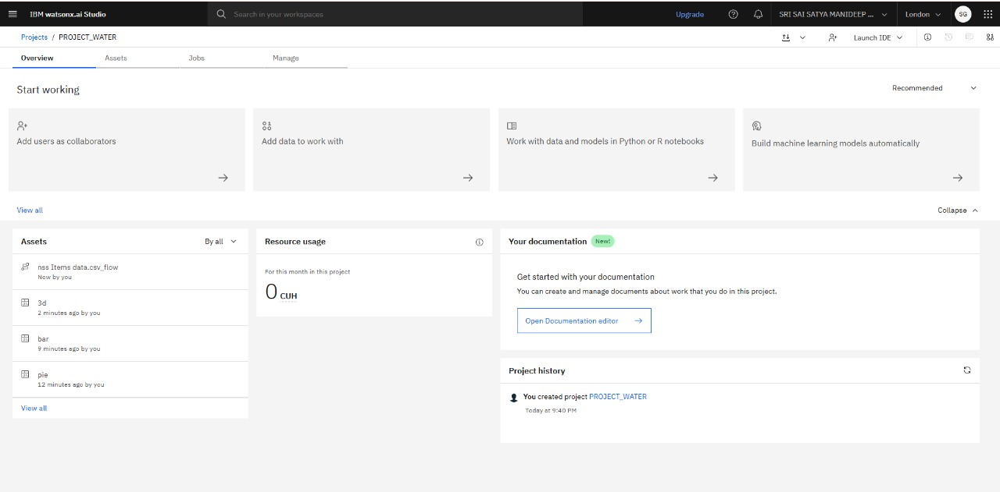 IBM watsonx.ai Studio
Search in your workspaces
Upgrade
SRI SAI SATYA MANIDEEP ...
London
SG
Projects / PROJECT_WATER
Launch IDE
Overview
Assets
Jobs
Manage
Start working
Recommended
Add users as collaborators
Add data to work with
Work with data and models in Python or R notebooks
Build machine learning models automatically
View all
Collapse
Assets
By all
nss Items data.csv_flow
Now by you
3d
2 minutes ago by you
bar
9 minutes ago by you
pie
12 minutes ago by you
View all
Resource usage
For this month in this project
0 CUH
Your documentation New!
Get started with your documentation
You can create and manage documents about work that you do in this project.
Open Documentation editor
Project history
You created project PROJECT_WATER
Today at 9:40 PM